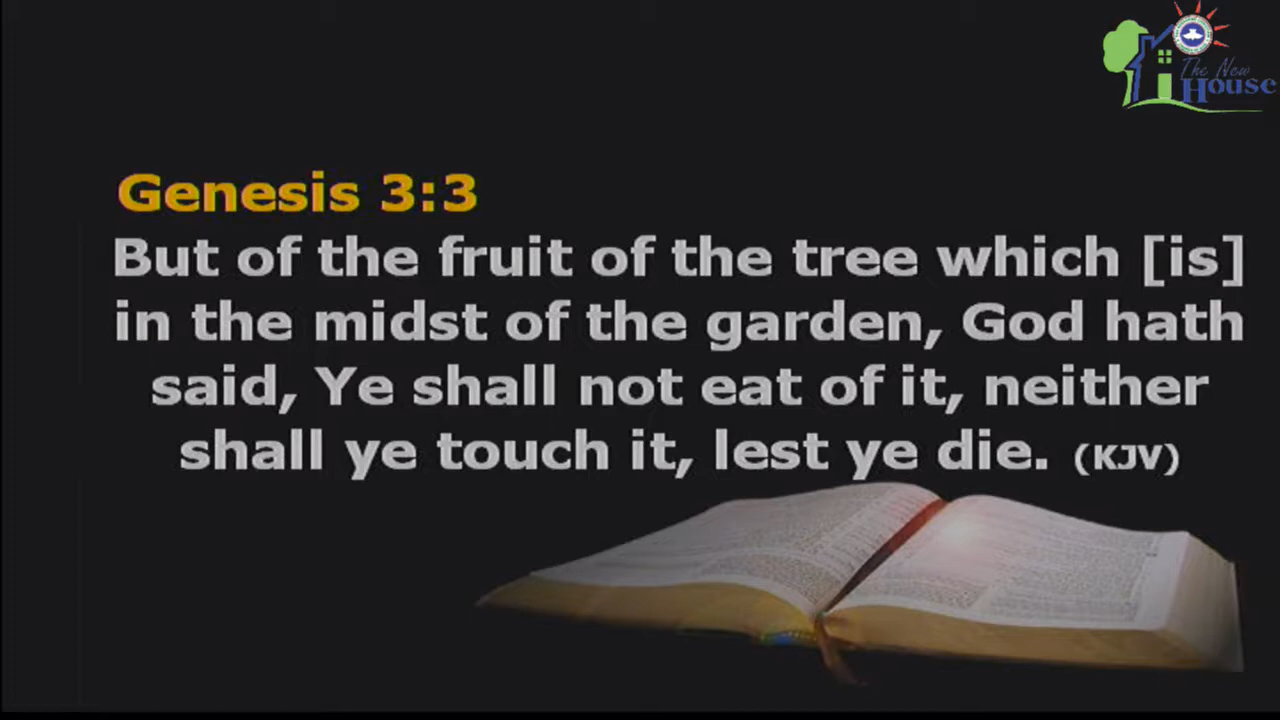 The New
House
Genesis 3:3
But of the fruit of the tree which [is]
in the midst of the garden, God hath
said, Ye shall not eat of it, neither
shall ye touch it, lest ye die. (KJV)